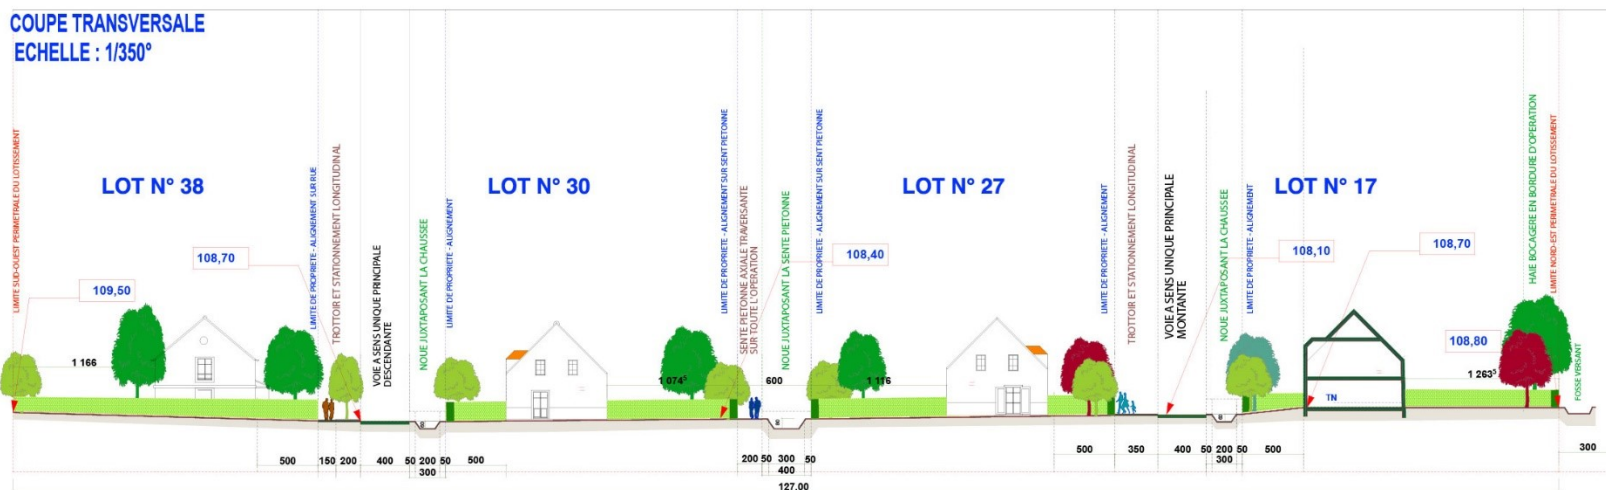 COUPE TRANSVERSALE
ECHELLE : 1/350°
LOT N° 38
LOT N° 30
LOT N° 27
LOT N° 17
LIMITE SUD-OUEST PERIMETRALE DU LOTISSEMENT
109,50
1 166
108,70
LIMITE DE PROPRIETE - ALIGNEMENT SUR RUE
TROTTOIR ET STATIONNEMENT LONGITUDINAL
VOIE A SENS UNIQUE PRINCIPALE
DESCENDANTE
NOUE JUXTAPOSANT LA CHAUSSEE
LIMITE DE PROPRIETE - ALIGNEMENT
1 074⁵
LIMITE DE PROPRIETE - ALIGNEMENT SUR SENT PIETONNE
SENTE PIETONNE AXIALE TRAVERSANTE
SUR TOUTE L'OPERATION
NOUE JUXTAPOSANT LA SENTE PIETONNE
600
LIMITE DE PROPRIETE - ALIGNEMENT SUR SENT PIETONNE
108,40
1 116
LIMITE DE PROPRIETE - ALIGNEMENT
TROTTOIR ET STATIONNEMENT LONGITUDINAL
VOIE A SENS UNIQUE PRINCIPALE
MONTANTE
NOUE JUXTAPOSANT LA CHAUSSEE
LIMITE DE PROPRIETE - ALIGNEMENT
108,10
108,70
TN
108,80
1 263⁵
HAIE BOCAGERE EN BORDURE D'OPERATION
LIMITE NORD-EST PERIMETRALE DU LOTISSEMENT
FOSSE VERSANT
500 150 200 400 50 200 50 500
300
200 50 300 50
400
500 350 400 50 200 50 500
300
300
127,00